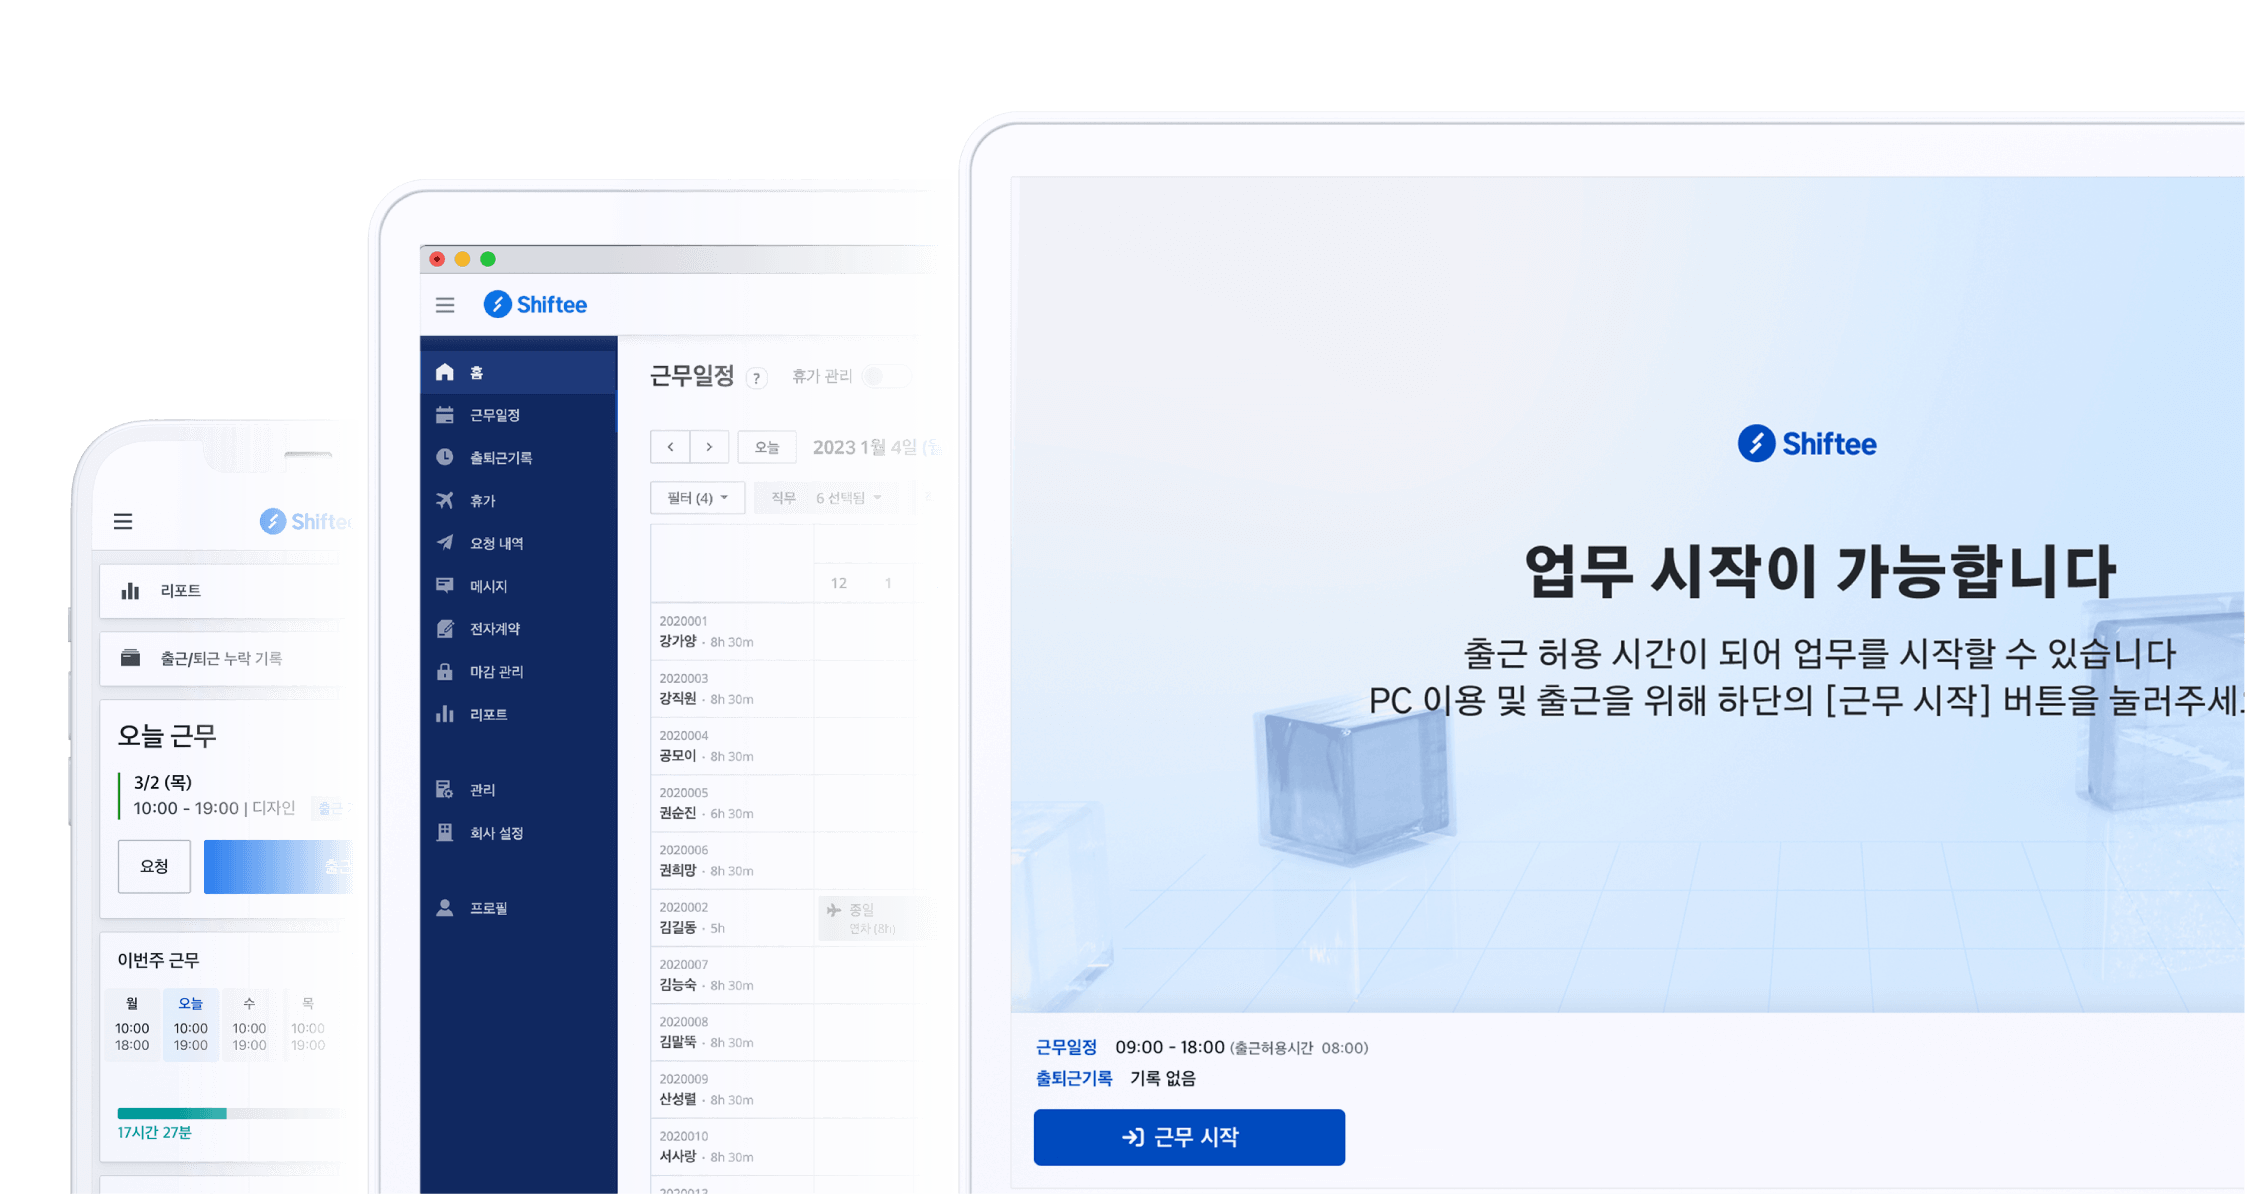 Shifte
리포트
출근/퇴근 누락 기록
오늘 근무
3/2 (목)
10:00 - 19:00 | 디자인 출근
요청 출근
이번주 근무
월 오늘 수 목
10:00 10:00 10:00 10:00
18:00 19:00 19:00 19:00
17시간 27분
Shiftee
홈
근무일정
출퇴근기록
휴가
요청 내역
메시지
전자계약
마감 관리
리포트
관리
회사 설정
프로필
근무일정 ? 휴가 관리
< > 오늘 2023 1월 4일 (월
필터 (4) 직무 6 선택됨
12 1
2020001
강가양 · 8h 30m
2020003
강직원 · 8h 30m
2020004
공모이 · 8h 30m
2020005
권순진 · 6h 30m
2020006
권희망 · 8h 30m
2020002
김길동 · 5h
종일
연차 (8h)
2020007
김능숙 · 8h 30m
2020008
김말뚝 · 8h 30m
2020009
산성렬 · 8h 30m
2020010
서사랑 · 8h 30m
Shiftee
업무 시작이 가능합니다
출근 허용 시간이 되어 업무를 시작할 수 있습니다
PC 이용 및 출근을 위해 하단의 [근무 시작] 버튼을 눌러주세
근무일정 09:00 - 18:00 (출근허용시간 08:00)
출퇴근기록 기록 없음
근무 시작